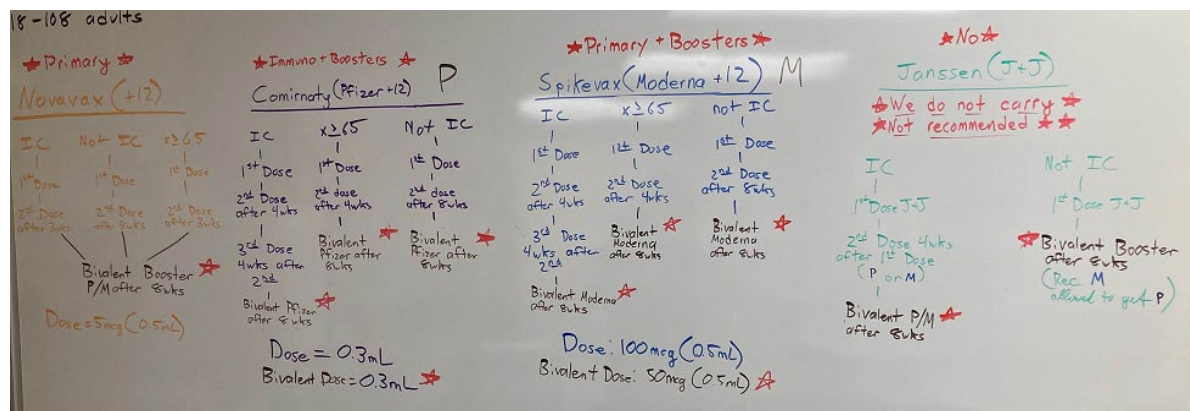 18-108 adults
Primary
Novavax (+12)
IC
1st Dose
2nd Dose
after 3wks
Not IC
1st Dose
2nd Dose
after 8wks
x≥65
1st Dose
2nd Dose
after 3wks
Bivalent Booster
P/M after 8wks
Dose=5mcg (0.5mL)
Immuno + Boosters
Comirnaty (Pfizer +12) P
IC
1st Dose
2nd Dose
after 4wks
3rd Dose
4wks after
2nd
Bivalent Pfizer
after 8wks
x≥65
1st Dose
2nd dose
after 4wks
Bivalent
Pfizer after
8wks
Not IC
1st Dose
2nd dose
after 8wks
Bivalent
Pfizer after
8wks
Dose = 0.3mL
Bivalent Dose = 0.3mL
Primary + Boosters
Spikevax (Moderna +12) M
IC
1st Dose
2nd Dose
after 4wks
3rd Dose
4wks after
2nd
Bivalent Moderna
after 8wks
x≥65
1st Dose
2nd Dose
after 4wks
Bivalent
Moderna
after 8wks
not IC
1st Dose
2nd Dose
after 8wks
Bivalent
Moderna
after 8wks
Dose: 100mcg (0.5mL)
Bivalent Dose: 50mcg (0.5mL)
No
Janssen (J+J)
We do not carry
Not recommended
IC
1st Dose J+J
2nd Dose 4wks
after 1st Dose
(P or M)
Bivalent P/M
after 8wks
Not IC
1st Dose J+J
Bivalent Booster
after 8wks
(Rec M
allowed to get P)